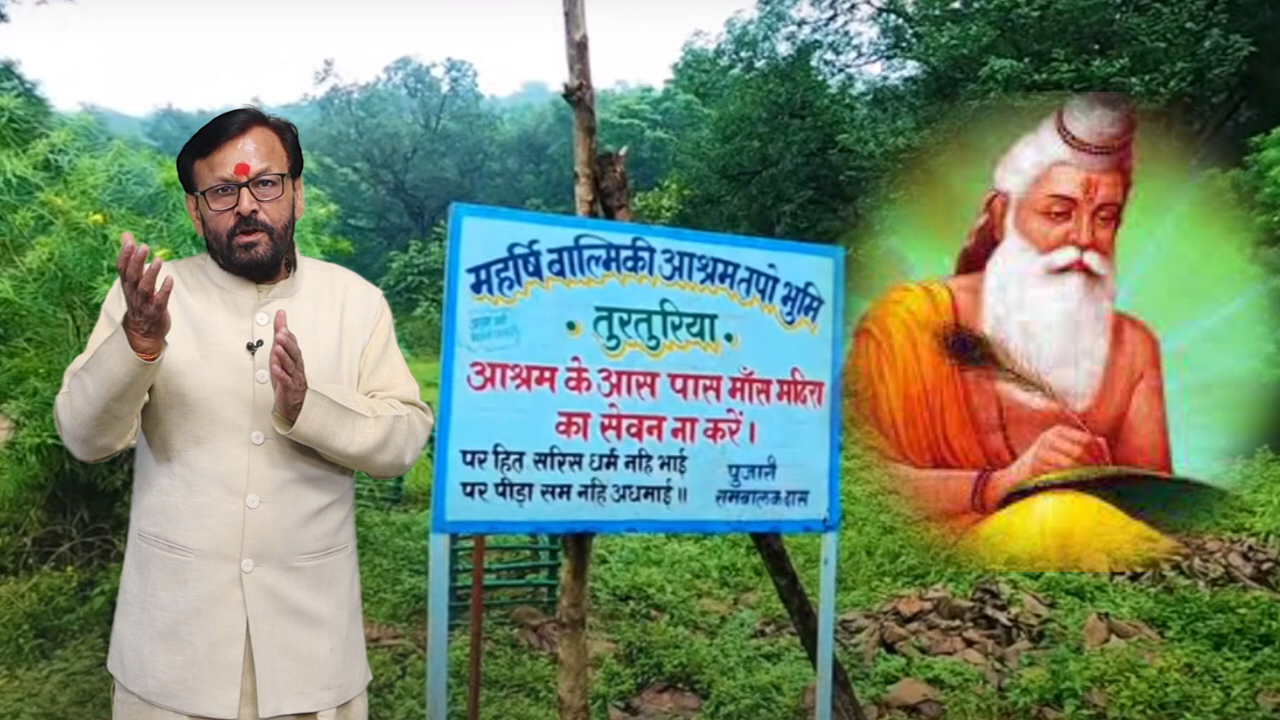 महर्षि वाल्मिकी आश्रम तपो भुमि
तुरतुरिया
आश्रम के आस पास माँस मदिरा
का सेवन ना करें।
पर हित सरिस धर्म नहि भाई
पर पीड़ा सम नहि अधमाई॥
पुजारी
रामबालकदास